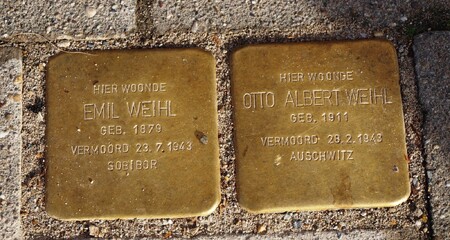 HIER WOONDE
EMIL WEIHL
GEB. 1879
VERMOORD 23.7.1943
SOBIBOR
HIER WOONDE
OTTO ALBERT WEIHL
GEB. 1911
VERMOORD 28.2.1943
AUSCHWITZ